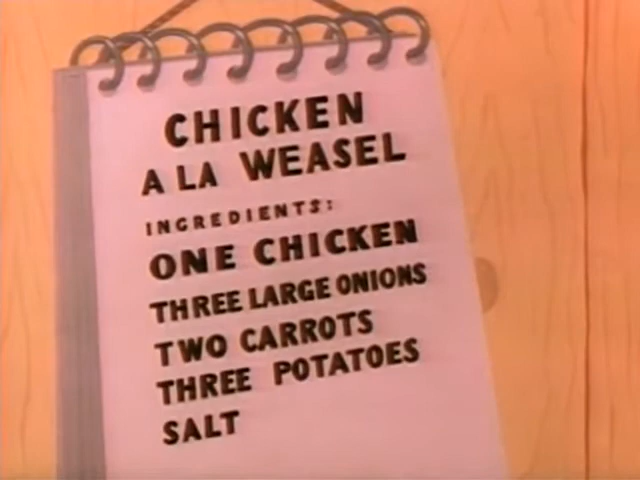 CHICKEN
A LA WEASEL
INGREDIENTS:
ONE CHICKEN
THREE LARGE ONIONS
TWO CARROTS
THREE POTATOES
SALT